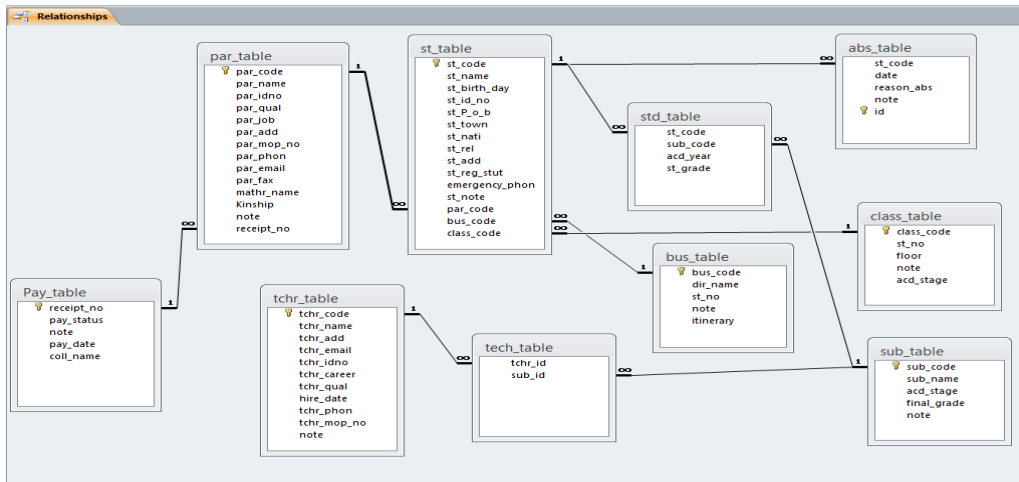 Relationships
par_table
par_code
par_name
par_idno
par_qual
par_job
par_add
par_mop_no
par_phon
par_email
par_fax
mathr_name
Kinship
note
receipt_no
st_table
st_code
st_name
st_birth_day
st_id_no
st_P_o_b
st_town
st_nati
st_rel
st_add
st_reg_stut
emergency_phon
st_note
par_code
bus_code
class_code
abs_table
st_code
date
reason_abs
note
id
std_table
st_code
sub_code
acd_year
st_grade
class_table
class_code
st_no
floor
note
acd_stage
bus_table
bus_code
dir_name
st_no
note
itinerary
Pay_table
receipt_no
pay_status
note
pay_date
coll_name
tchr_table
tchr_code
tchr_name
tchr_add
tchr_email
tchr_idno
tchr_career
tchr_qual
hire_date
tchr_phon
tchr_mop_no
note
tech_table
tchr_id
sub_id
sub_table
sub_code
sub_name
acd_stage
final_grade
note
1
∞
1
∞
∞
1
∞
∞
∞
1
1
∞
1
1
∞
∞
1